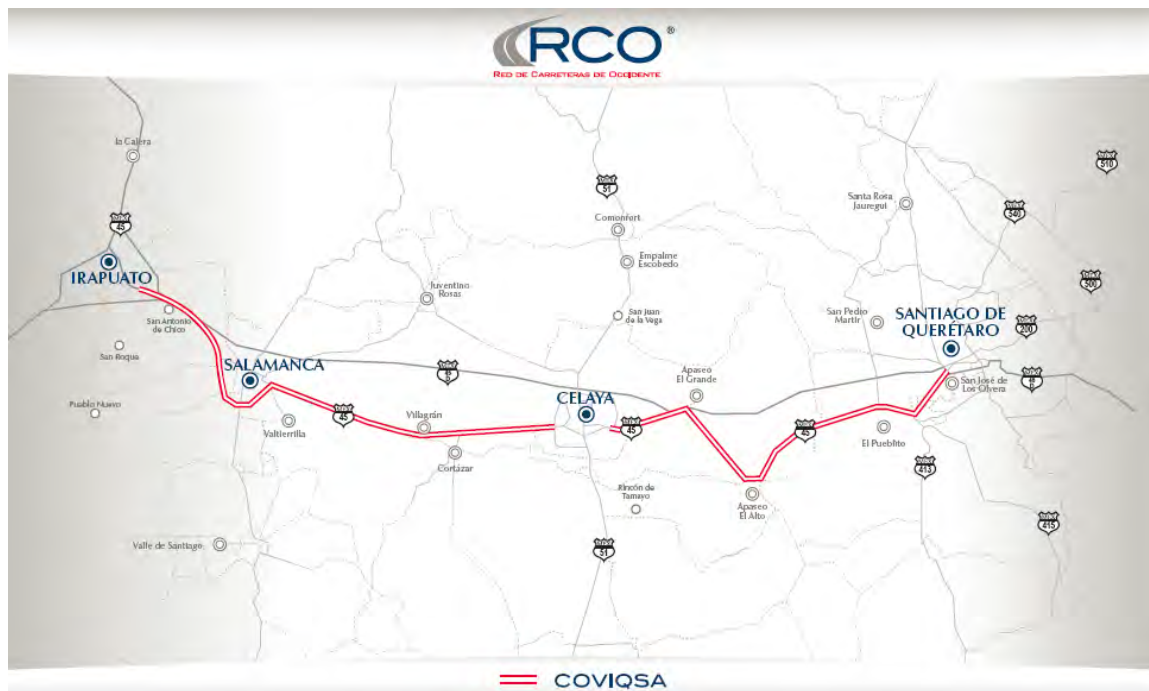 RCO®
RED DE CARRETERAS DE OCCIDENTE
la Calera
510
51
Santa Rosa
Jauregui
45
540
Comonfort
IRAPUATO
Empalme
Escobedo
500
Juventino
Rosas
San Antonio
de Chico
San Juan
de la Vega
San Pedro
Martir
SANTIAGO DE
QUERÉTARO
200
San Roque
SALAMANCA
45
D
Apaseo
El Grande
San José de
Los Olvera
45
D
Pueblo Nuevo
CELAYA
45
Villagrán
45
45
Valtierrilla
El Pueblito
Cortázar
413
Rincón de
Tamayo
Apaseo
El Alto
415
Valle de Santiago
51
COVIQSA